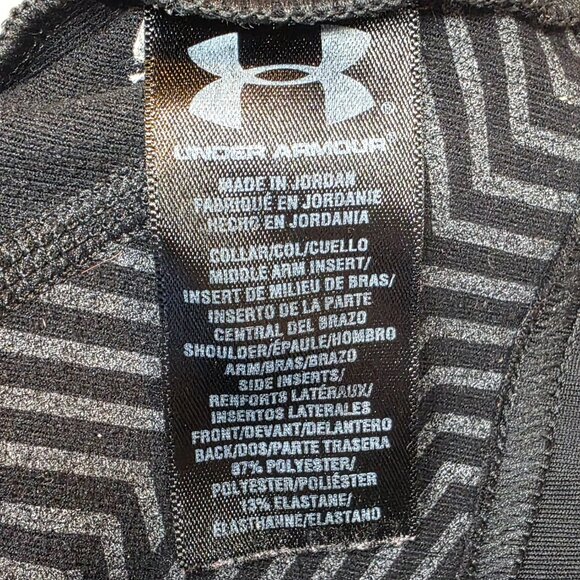 UNDER ARMOUR
®
MADE IN JORDAN
FABRIQUÉ EN JORDANIE
HECHO EN JORDANIA
COLLAR/COL/CUELLO
MIDDLE ARM INSERT/
INSERT DE MILIEU DE BRAS/
INSERTO DE LA PARTE
CENTRAL DEL BRAZO
SHOULDER/ÉPAULE/HOMBRO
ARM/BRAS/BRAZO
SIDE INSERTS/
RENFORTS LATÉRAUX/
INSERTOS LATERALES
FRONT/DEVANT/DELANTERO
BACK/DOS/PARTE TRASERA
87% POLYESTER/
POLYESTER/POLIÉSTER
13% ELASTANE/
ELASTHANNE/ELASTANO